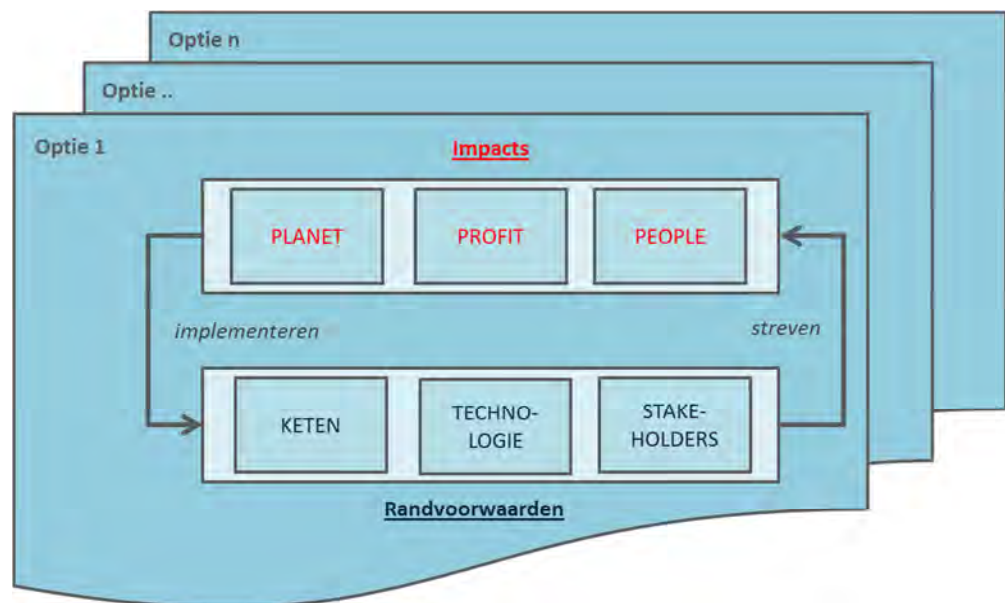 Optie n
Optie ..
Optie 1
Impacts
PLANET
PROFIT
PEOPLE
implementeren
streven
KETEN
TECHNO-
LOGIE
STAKE-
HOLDERS
Randvoorwaarden